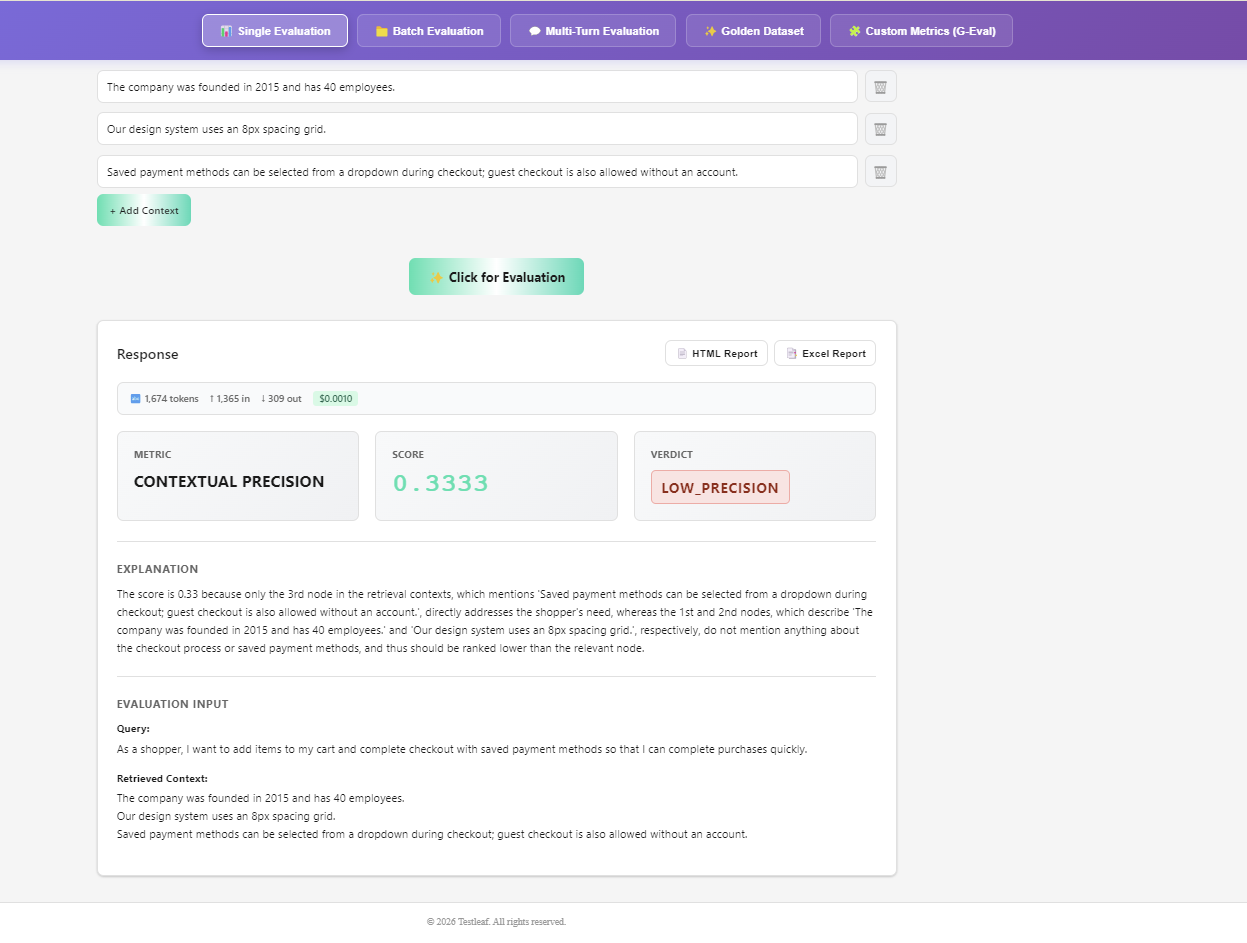 📊 Single Evaluation
📁 Batch Evaluation
💬 Multi-Turn Evaluation
✨ Golden Dataset
🧩 Custom Metrics (G-Eval)
The company was founded in 2015 and has 40 employees.
Our design system uses an 8px spacing grid.
Saved payment methods can be selected from a dropdown during checkout; guest checkout is also allowed without an account.
+ Add Context
✨ Click for Evaluation
Response
HTML Report
Excel Report
1,674 tokens ↑ 1,365 in ↓ 309 out $0.0010
METRIC
CONTEXTUAL PRECISION
SCORE
0.3333
VERDICT
LOW_PRECISION
EXPLANATION
The score is 0.33 because only the 3rd node in the retrieval contexts, which mentions 'Saved payment methods can be selected from a dropdown during
checkout; guest checkout is also allowed without an account.', directly addresses the shopper's need, whereas the 1st and 2nd nodes, which describe 'The
company was founded in 2015 and has 40 employees.' and 'Our design system uses an 8px spacing grid.', respectively, do not mention anything about
the checkout process or saved payment methods, and thus should be ranked lower than the relevant node.
EVALUATION INPUT
Query:
As a shopper, I want to add items to my cart and complete checkout with saved payment methods so that I can complete purchases quickly.
Retrieved Context:
The company was founded in 2015 and has 40 employees.
Our design system uses an 8px spacing grid.
Saved payment methods can be selected from a dropdown during checkout; guest checkout is also allowed without an account.
© 2026 Testleaf. All rights reserved.